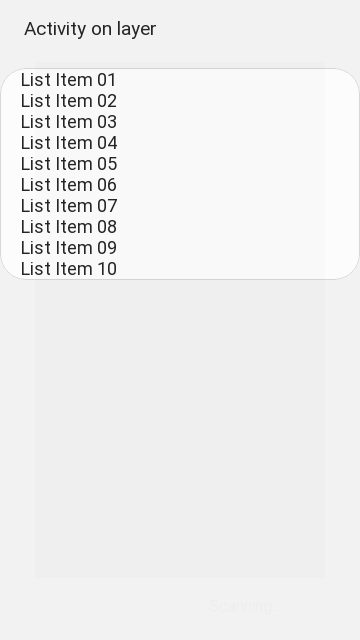 Activity on layer
List Item 01
List Item 02
List Item 03
List Item 04
List Item 05
List Item 06
List Item 07
List Item 08
List Item 09
List Item 10